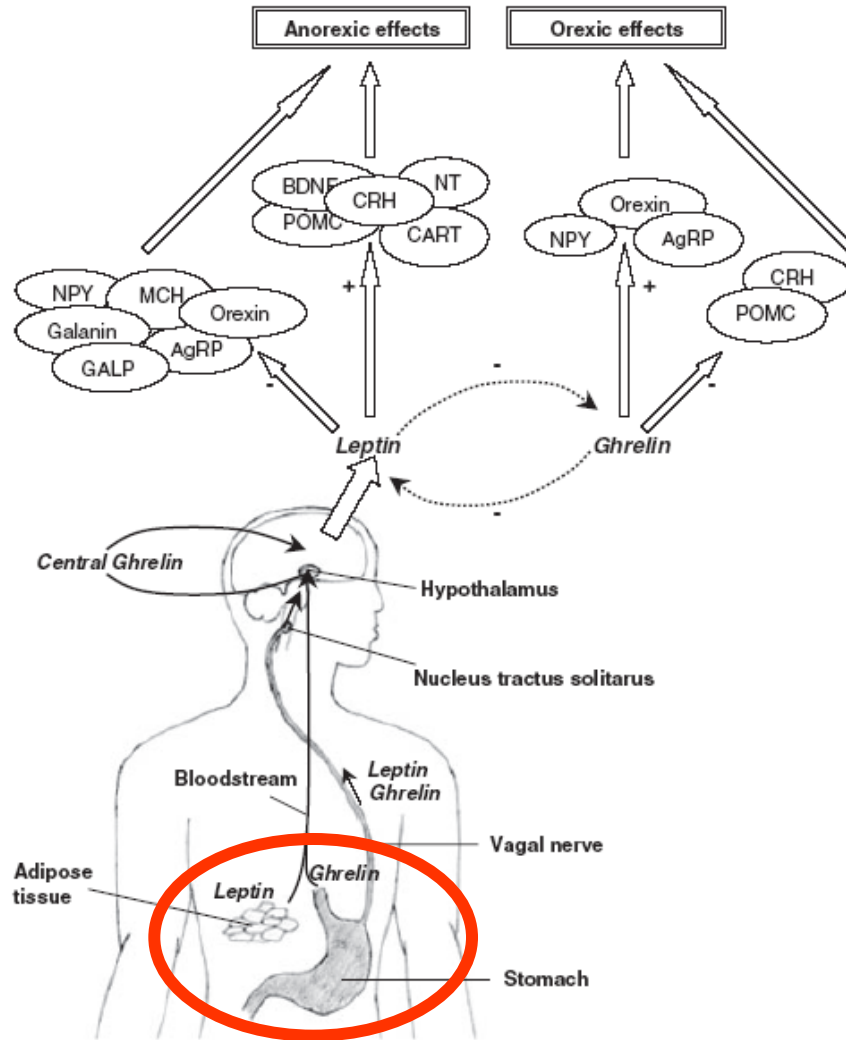 Anorexic effects
Orexic effects
BDNF
NT
CRH
POMC
CART
Orexin
NPY
AgRP
NPY
MCH
Orexin
Galanin
AgRP
GALP
CRH
POMC
+
+
-
-
-
-
Leptin
Ghrelin
Central Ghrelin
Hypothalamus
Nucleus tractus solitarus
Bloodstream
Leptin
Ghrelin
Vagal nerve
Adipose
tissue
Leptin
Ghrelin
Stomach